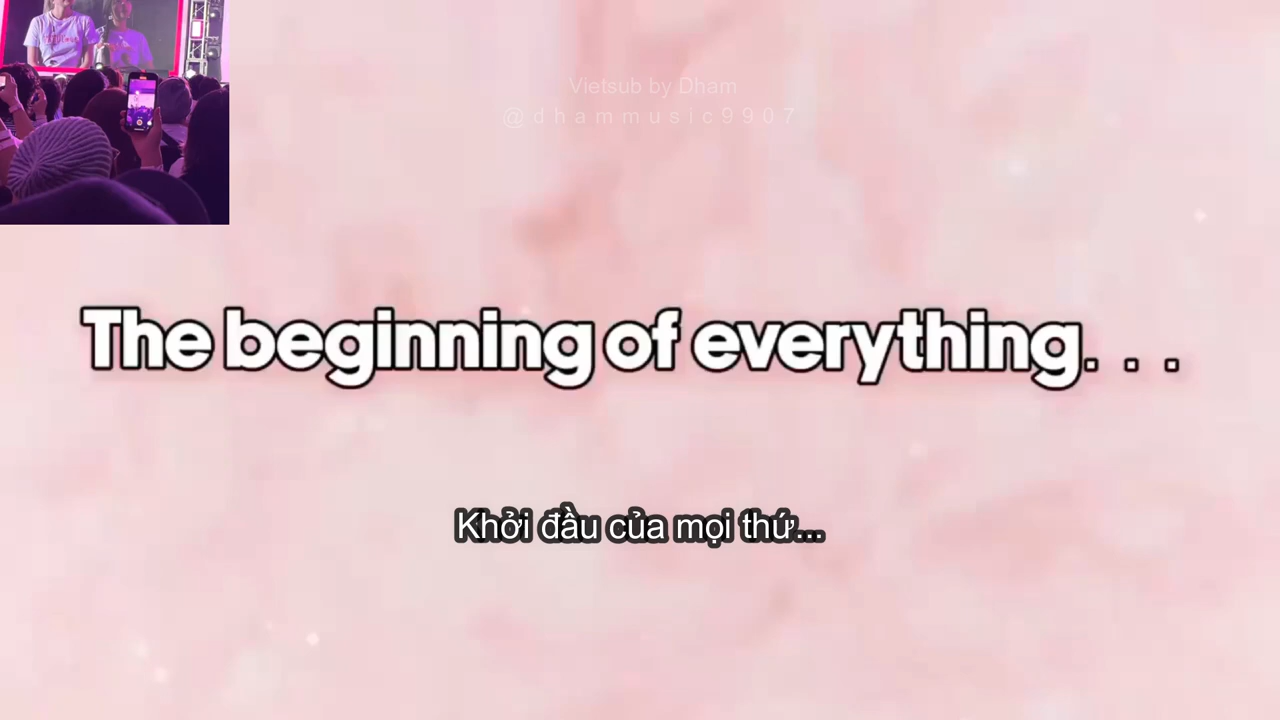 Vietsub by Dham
@dhammusic9907
The beginning of everything...
Khởi đầu của mọi thứ...